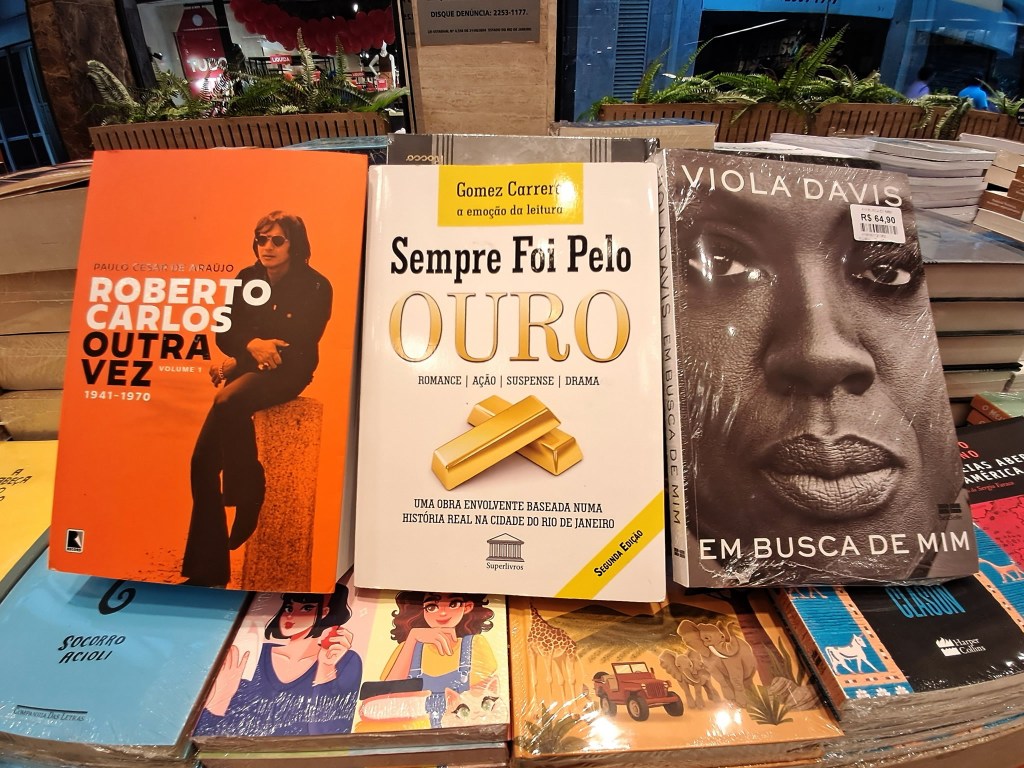 DISQUE DENÚNCIA: 2253-1177.
PAULO CESAR DE ARAÚJO
ROBERTO
CARLOS
OUTRA
VEZ
VOLUME 1
1941-1970
Gomez Carrero
a emoção da leitura
Sempre Foi Pelo
OURO
ROMANCE | AÇÃO | SUSPENSE | DRAMA
UMA OBRA ENVOLVENTE BASEADA NUMA
HISTÓRIA REAL NA CIDADE DO RIO DE JANEIRO
Superlivros
SEGUNDA EDIÇÃO
VIOLA DAVIS
R$ 64,90
VIOLA DAVIS EM BUSCA DE MIM
EM BUSCA DE MIM
SOCORRO
ACIOLI
COMPANHIA DAS LETRAS
CLASON
Harper
Collins